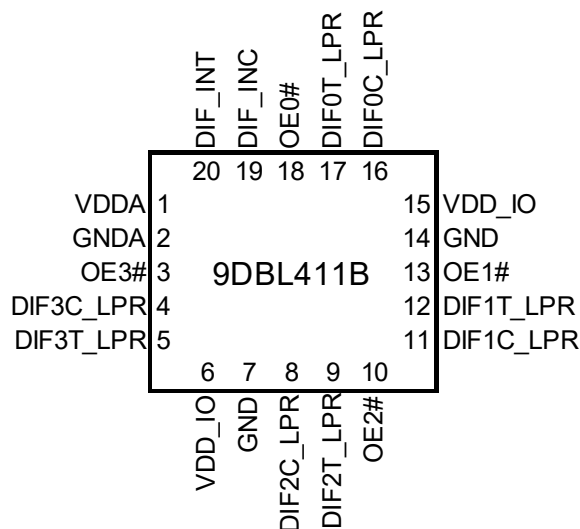 DIF_INT
DIF_INC
OE0#
DIF0T_LPR
DIF0C_LPR
20 19 18 17 16
VDDA 1 15 VDD_IO
GNDA 2 14 GND
OE3# 3 9DBL411B 13 OE1#
DIF3C_LPR 4 12 DIF1T_LPR
DIF3T_LPR 5 11 DIF1C_LPR
6 7 8 9 10
VDD_IO
GND
DIF2C_LPR
DIF2T_LPR
OE2#